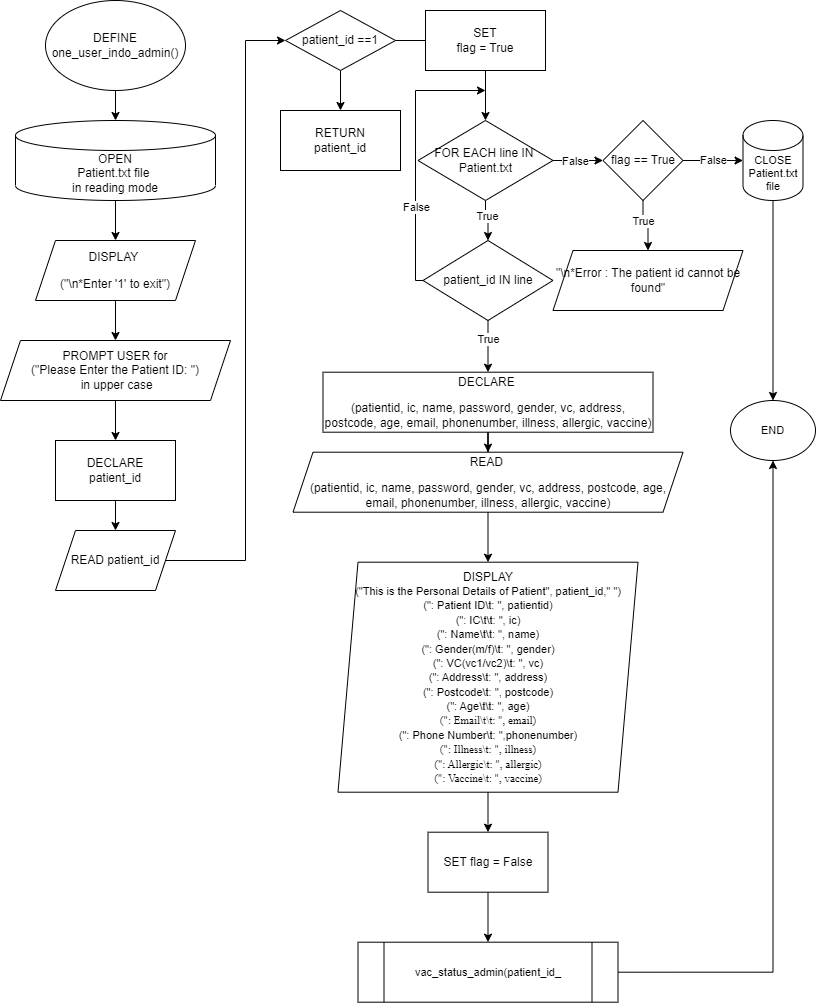 DEFINE
one_user_indo_admin()
OPEN
Patient.txt file
in reading mode
DISPLAY
("\n*Enter '1' to exit")
PROMPT USER for
("Please Enter the Patient ID: ")
in upper case
DECLARE
patient_id
READ patient_id
patient_id ==1
RETURN
patient_id
SET
flag = True
FOR EACH line IN
Patient.txt
False
flag == True
False
CLOSE
Patient.txt
file
True
"\n*Error : The patient id cannot be
found"
True
False
patient_id IN line
True
DECLARE
(patientid, ic, name, password, gender, vc, address,
postcode, age, email, phonenumber, illness, allergic, vaccine)
READ
(patientid, ic, name, password, gender, vc, address, postcode, age,
email, phonenumber, illness, allergic, vaccine)
DISPLAY
("This is the Personal Details of Patient", patient_id," ")
(": Patient ID\t: ", patientid)
(": IC\t\t: ", ic)
(": Name\t\t: ", name)
(": Gender(m/f)\t: ", gender)
(": VC(vc1/vc2)\t: ", vc)
(": Address\t: ", address)
(": Postcode\t: ", postcode)
(": Age\t\t: ", age)
(": Email\t\t: ", email)
(": Phone Number\t: ",phonenumber)
(": Illness\t: ", illness)
(": Allergic\t: ", allergic)
(": Vaccine\t: ", vaccine)
SET flag = False
vac_status_admin(patient_id_
END